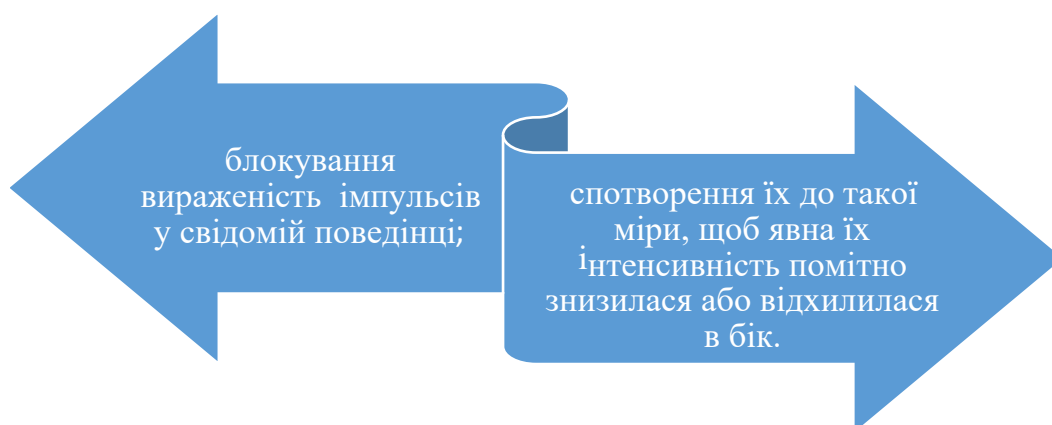 блокування
вираженість імпульсів
у свідомій поведінці;
спотворення їх до такої
міри, щоб явна їх
інтенсивність помітно
знизилася або відхилилася
в бік.